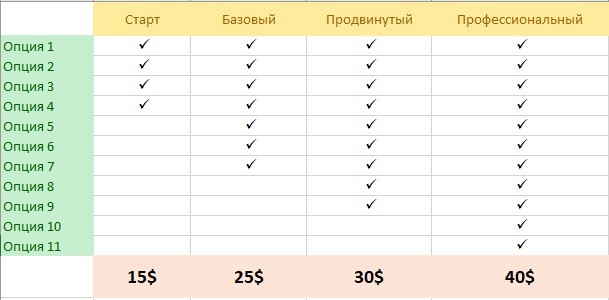 Старт Базовый Продвинутый Профессиональный
Опция 1 ✓ ✓ ✓ ✓
Опция 2 ✓ ✓ ✓ ✓
Опция 3 ✓ ✓ ✓ ✓
Опция 4 ✓ ✓ ✓ ✓
Опция 5 ✓ ✓ ✓
Опция 6 ✓ ✓ ✓
Опция 7 ✓ ✓ ✓
Опция 8 ✓ ✓
Опция 9 ✓ ✓
Опция 10 ✓
Опция 11 ✓
15$ 25$ 30$ 40$